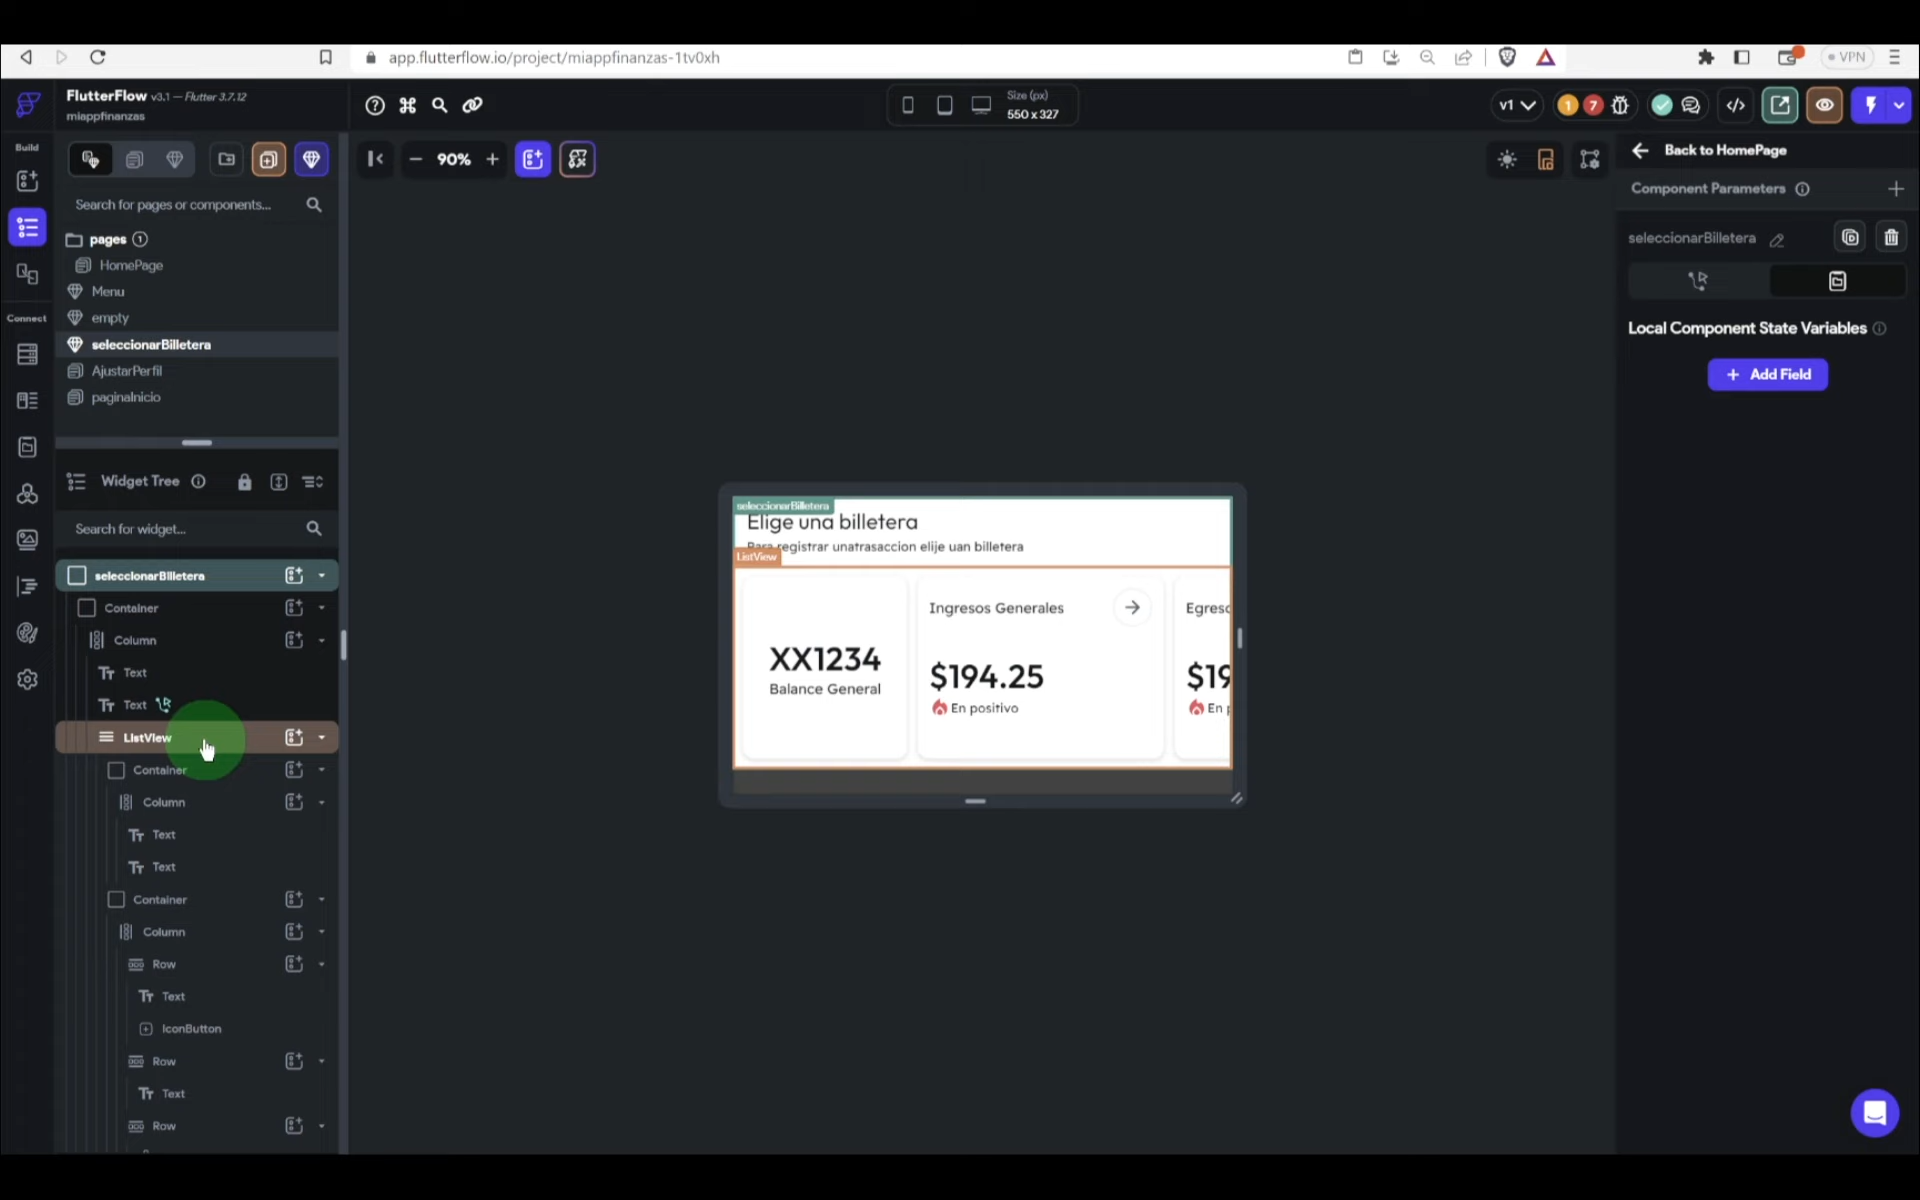 app.flutterflow.io/project/miappfinanzas-1tv0xh
VPN
FlutterFlow v3.1 — Flutter 3.7.12
miappfinanzas
Size (px)
550 x 327
v1
1
7
Build
90%
Back to HomePage
Component Parameters
Search for pages or components...
pages 1
HomePage
Menu
empty
Connect
seleccionarBilletera
AjustarPerfil
paginaInicio
seleccionarBilletera
Local Component State Variables
+ Add Field
Widget Tree
Search for widget...
seleccionarBilletera
Container
Column
Text
Text
ListView
Container
Column
Text
Text
Container
Column
Row
Text
IconButton
Row
Text
Row
seleccionarBilletera
Elige una billetera
Para registrar unatrasaccion elije uan billetera
ListView
XX1234
Balance General
Ingresos Generales
$194.25
En positivo
Egreso
$19
En p